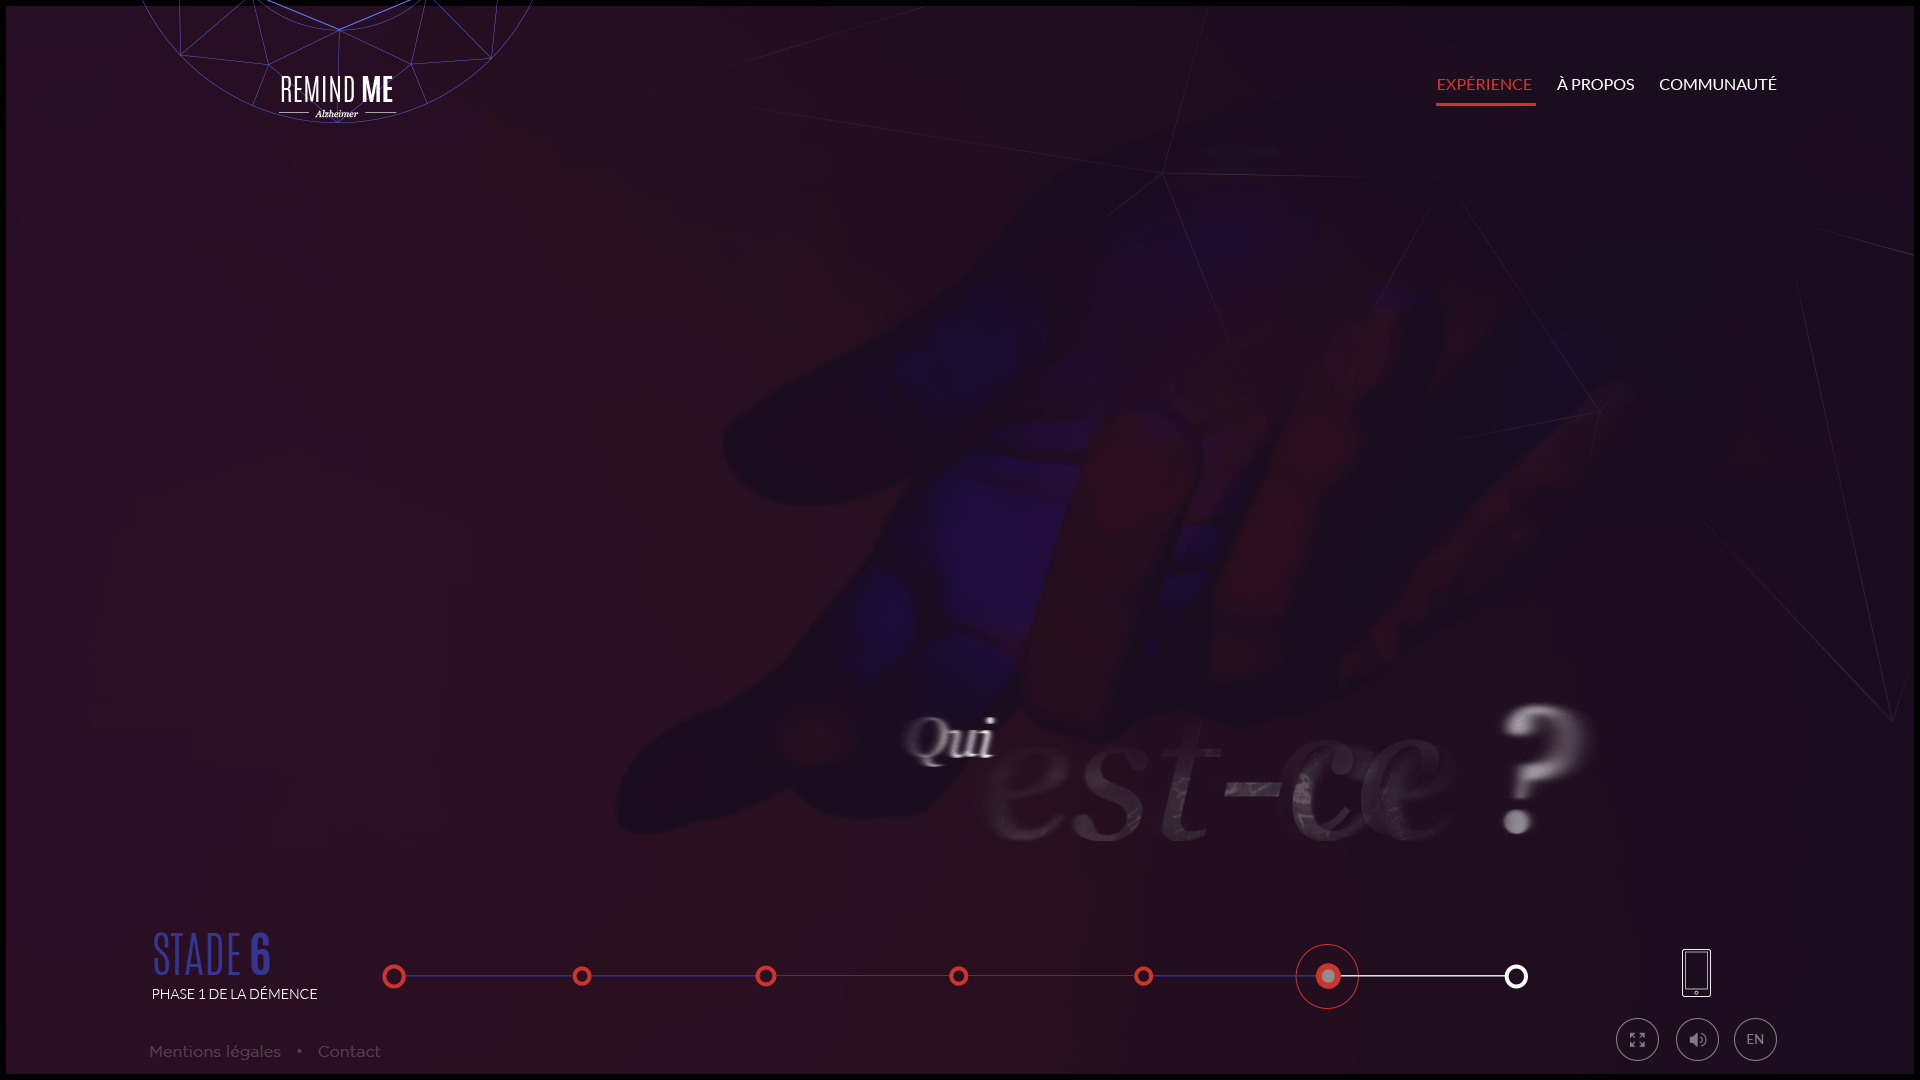 REMIND ME
Alzheimer
EXPÉRIENCE
À PROPOS
COMMUNAUTÉ
Qui
est-ce ?
STADE 6
PHASE 1 DE LA DÉMENCE
Mentions légales • Contact
EN